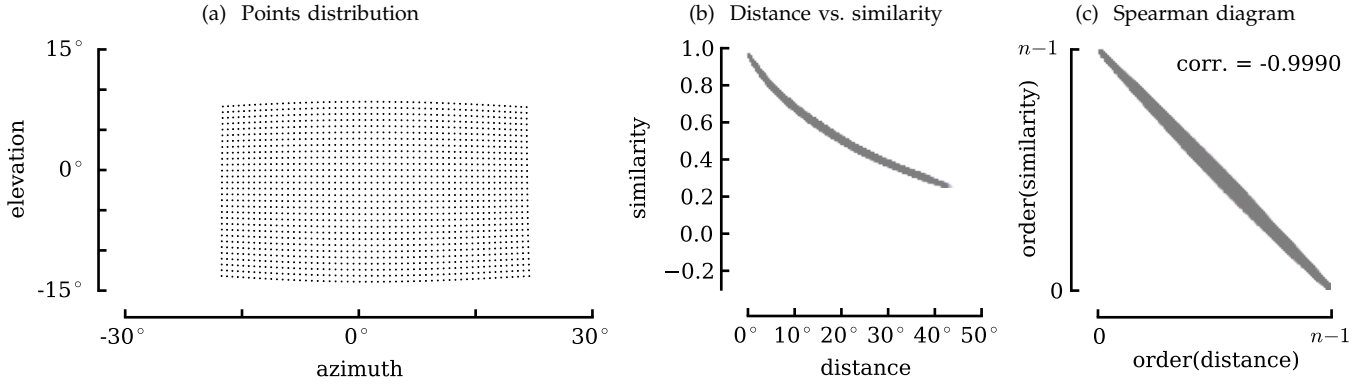 (a) Points distribution
15°
0°
-15°
elevation
-30°
0°
30°
azimuth
(b) Distance vs. similarity
1.0
0.8
0.6
0.4
0.2
0.0
−0.2
similarity
0° 10° 20° 30° 40° 50°
distance
(c) Spearman diagram
n−1
corr. = -0.9990
0
order(similarity)
0
n−1
order(distance)